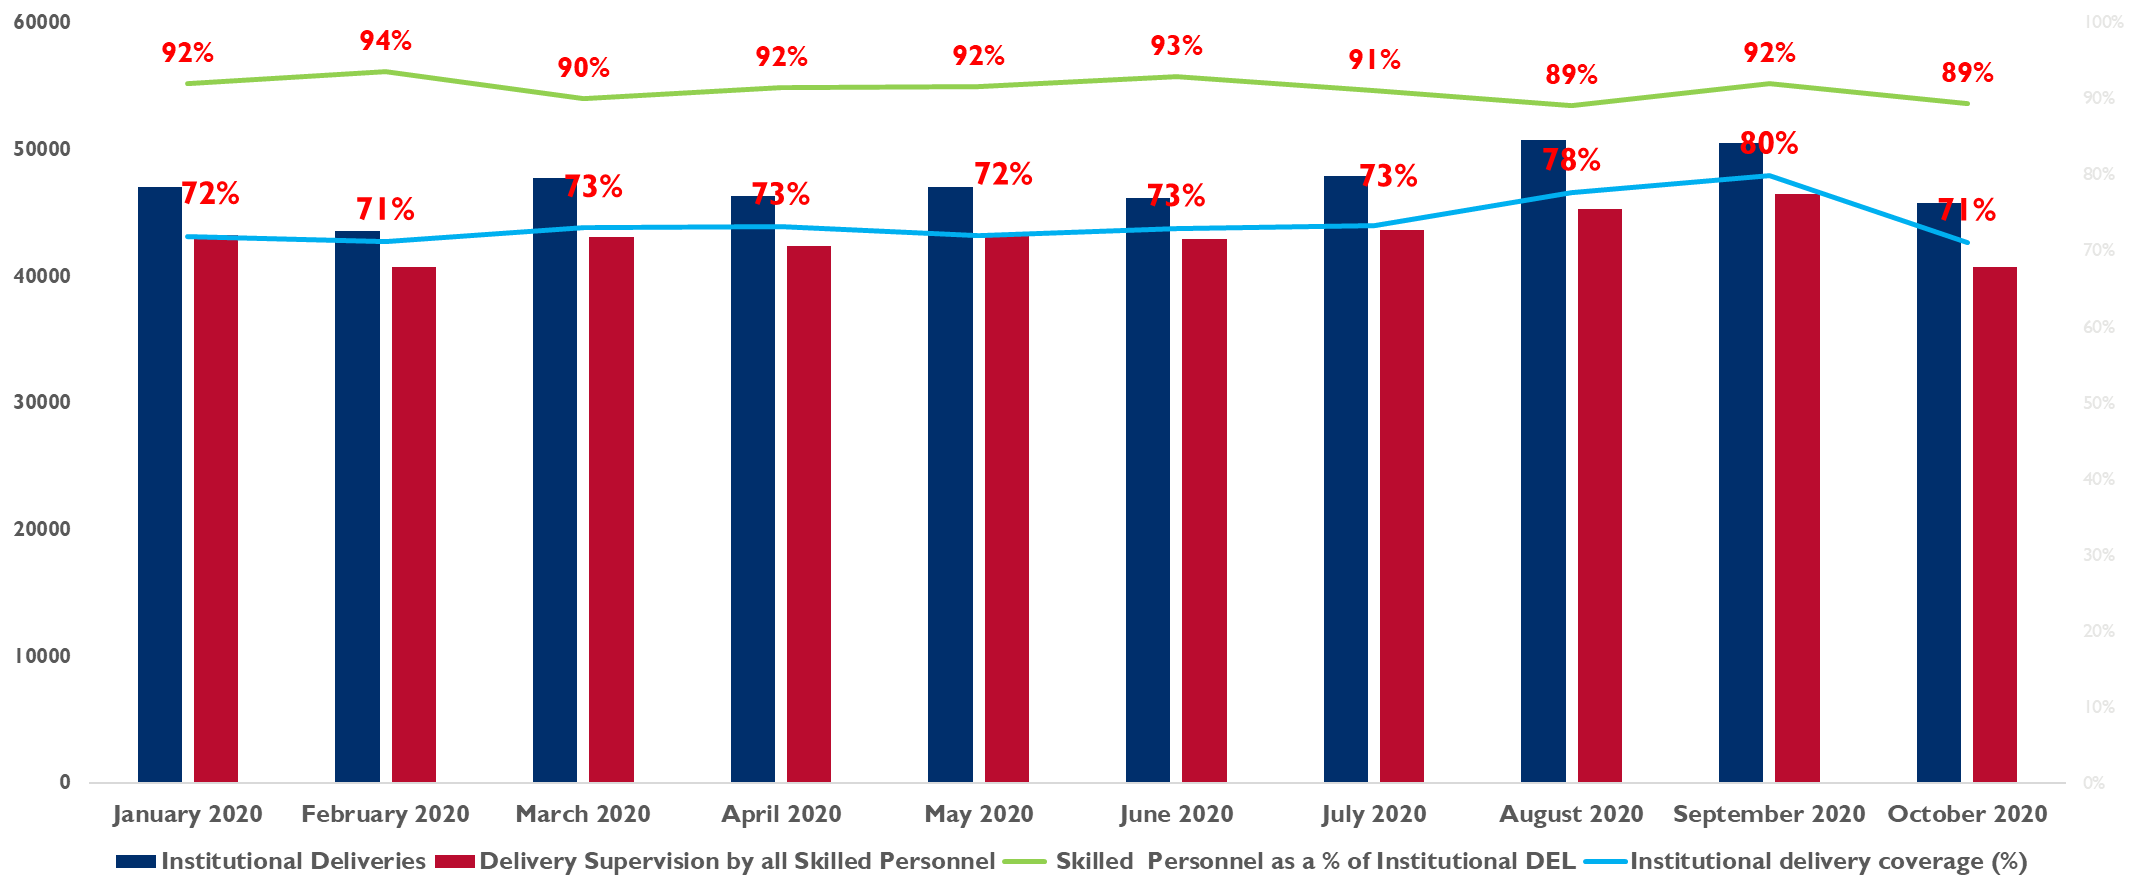 60000
50000
40000
30000
20000
10000
0
92%
94%
90%
92%
92%
93%
91%
89%
92%
89%
72%
71%
73%
73%
72%
73%
73%
78%
80%
71%
100%
90%
80%
70%
60%
50%
40%
30%
20%
10%
0%
January 2020
February 2020
March 2020
April 2020
May 2020
June 2020
July 2020
August 2020
September 2020
October 2020
Institutional Deliveries
Delivery Supervision by all Skilled Personnel
Skilled  Personnel as a % of Institutional DEL
Institutional delivery coverage (%)